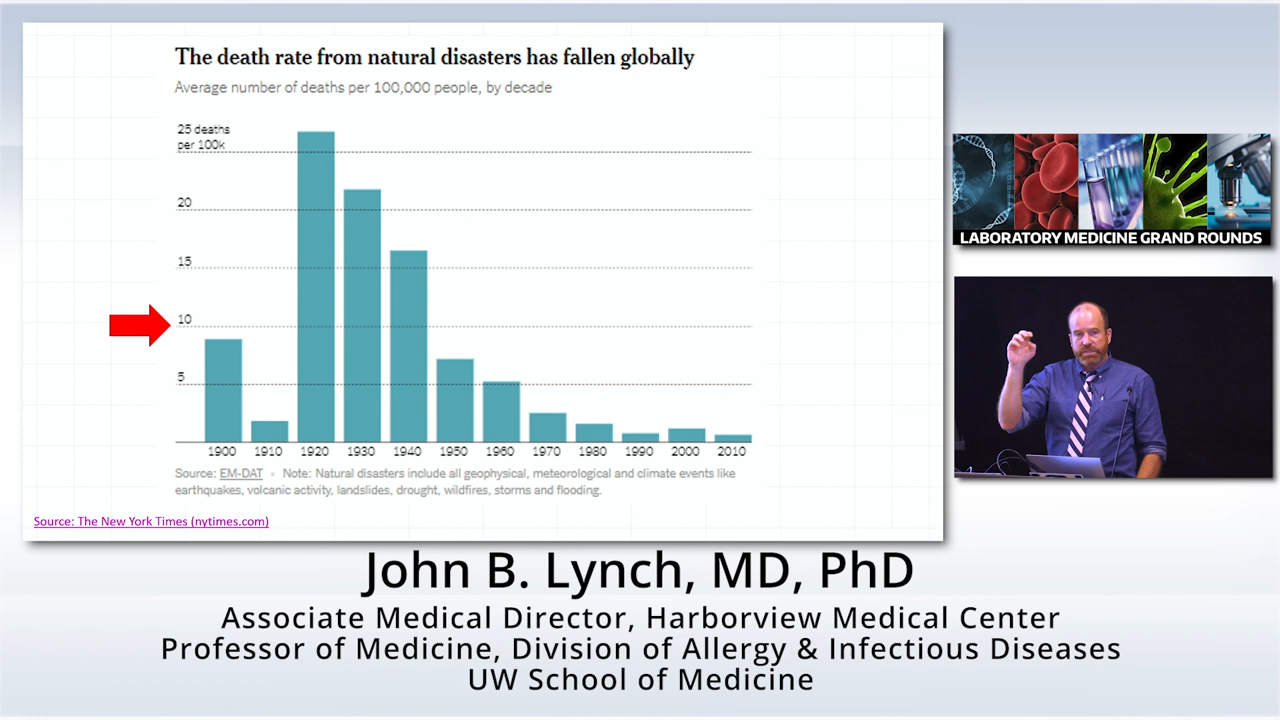 The death rate from natural disasters has fallen globally
Average number of deaths per 100,000 people, by decade
25 deaths
per 100k
20
15
10
5
1900 1910 1920 1930 1940 1950 1960 1970 1980 1990 2000 2010
Source: EM-DAT • Note: Natural disasters include all geophysical, meteorological and climate events like
earthquakes, volcanic activity, landslides, drought, wildfires, storms and flooding.
Source: The New York Times (nytimes.com)
LABORATORY MEDICINE GRAND ROUNDS
John B. Lynch, MD, PhD
Associate Medical Director, Harborview Medical Center
Professor of Medicine, Division of Allergy & Infectious Diseases
UW School of Medicine